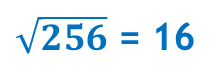 √256 = 16